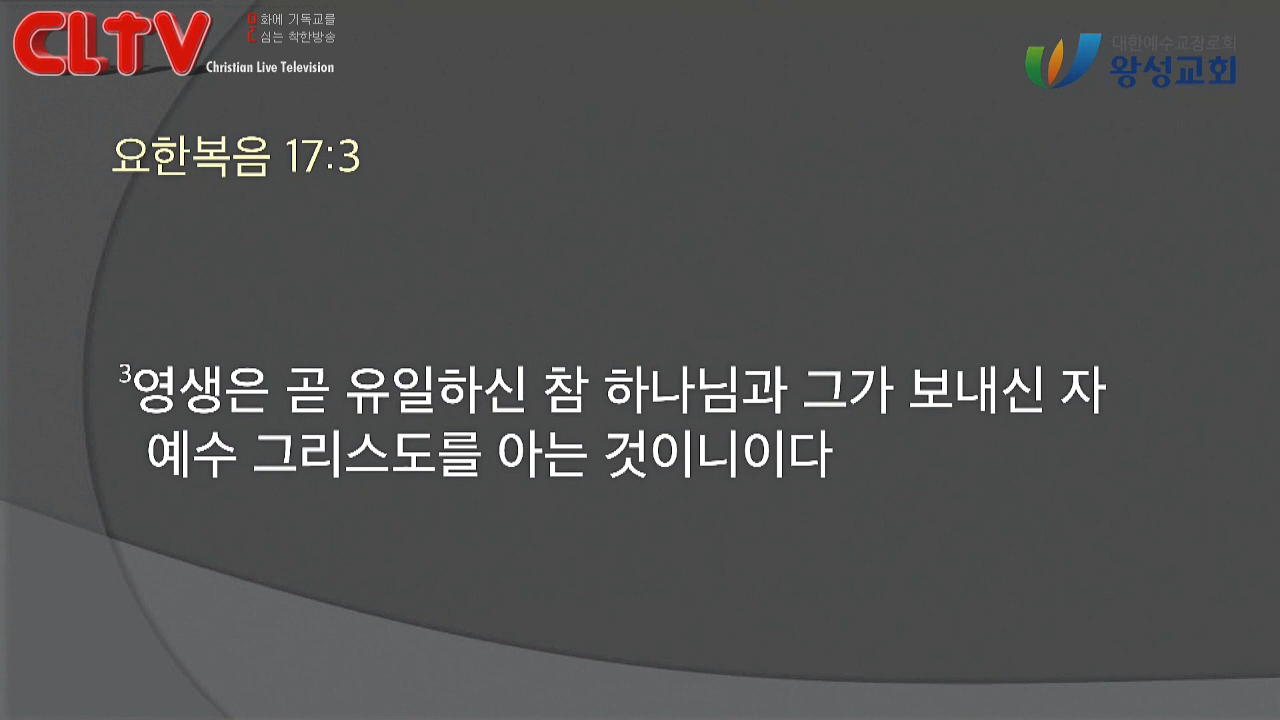 CLTV
문화에 기독교를
심는 착한방송
Christian Live Television
대한예수교장로회
왕성교회
요한복음 17:3
3영생은 곧 유일하신 참 하나님과 그가 보내신 자
예수 그리스도를 아는 것이니이다